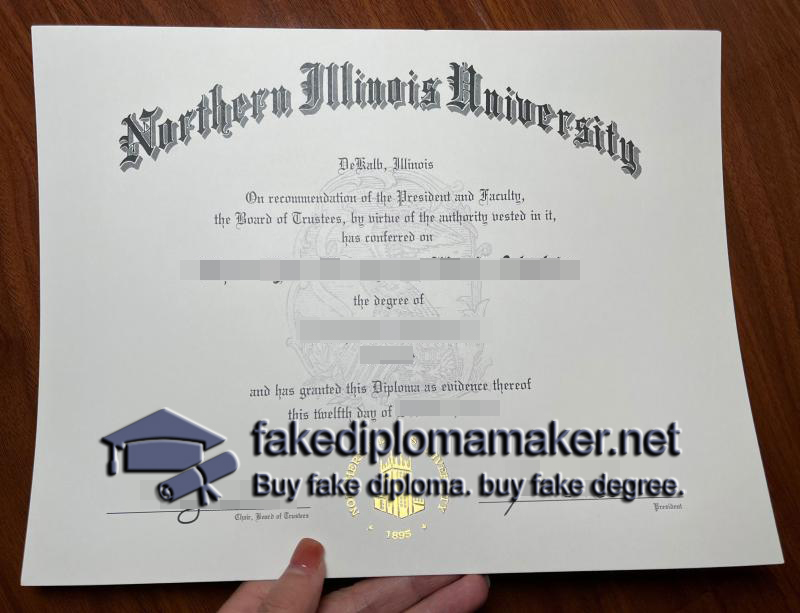 Northern Illinois University
DeKalb, Illinois
On recommendation of the President and Faculty,
the Board of Trustees, by virtue of the authority vested in it,
has conferred on
the degree of
and has granted this Diploma as evidence thereof
this twelfth day of
fakediplomamaker.net
Buy fake diploma. buy fake degree.
NORTHERN UNIVERSITY
1895
Chair, Board of Trustees
President